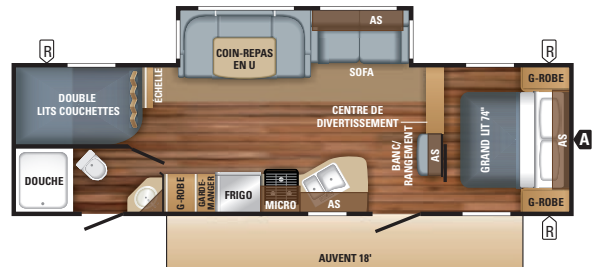 R
AS
R
COIN-REPAS
EN U
SOFA
ÉCHELLE
G-ROBE
DOUBLE
LITS COUCHETTES
CENTRE DE
DIVERTISSEMENT
GRAND LIT 74"
AS
A
BANC/
RANGEMENT
AS
DOUCHE
G-ROBE
GARDE-
MANGER
FRIGO
MICRO
AS
G-ROBE
R
AUVENT 18'